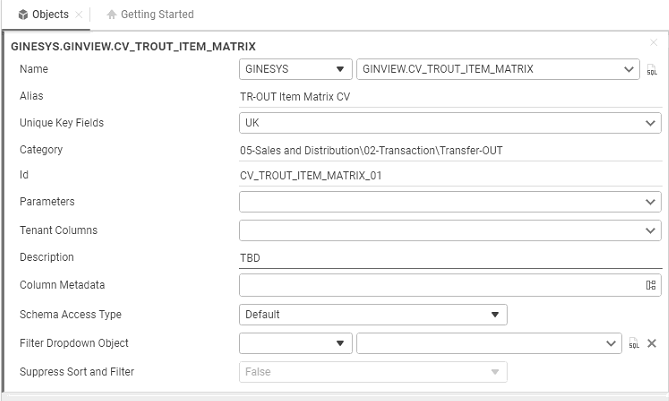 Objects Getting Started
GINESYS.GINVIEW.CV_TROUT_ITEM_MATRIX
Name GINESYS GINVIEW.CV_TROUT_ITEM_MATRIX SQL
Alias TR-OUT Item Matrix CV
Unique Key Fields UK
Category 05-Sales and Distribution\02-Transaction\Transfer-OUT
Id CV_TROUT_ITEM_MATRIX_01
Parameters
Tenant Columns
Description TBD
Column Metadata
Schema Access Type Default
Filter Dropdown Object SQL
Suppress Sort and Filter False